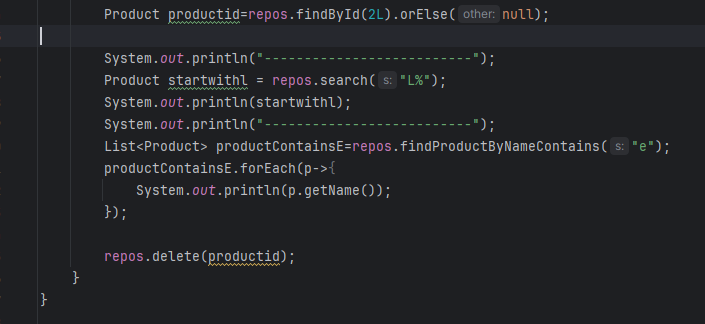 Product productid=repos.findById(2L).orElse( other: null);
System.out.println("--------------------------");
Product startwithl = repos.search( s: "L%");
System.out.println(startwithl);
System.out.println("--------------------------");
List<Product> productContainsE=repos.findProductByNameContains( s: "e");
productContainsE.forEach(p->{
System.out.println(p.getName());
});
repos.delete(productid);
}
}